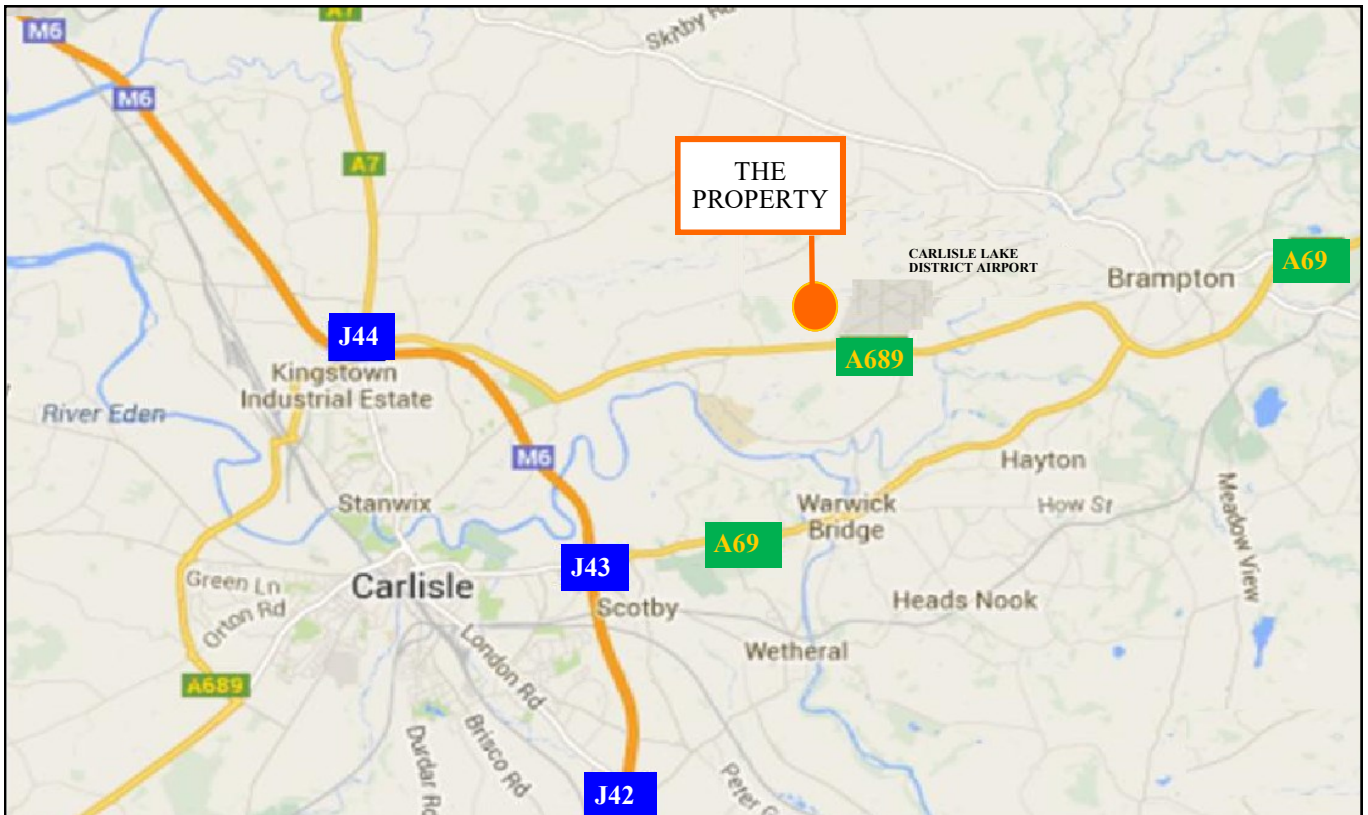 A7
M6
Skitby Rd
M6
A7
THE
PROPERTY
CARLISLE LAKE
DISTRICT AIRPORT
Brampton
A69
J44
A689
Kingstown
Industrial Estate
River Eden
M6
Hayton
Stanwix
Warwick
Bridge
How St
Meadow View
A69
J43
Green Ln
Carlisle
Orton Rd
Scotby
Heads Nook
London Rd
Wetheral
A689
Brisco Rd
Durdar
J42
Peter